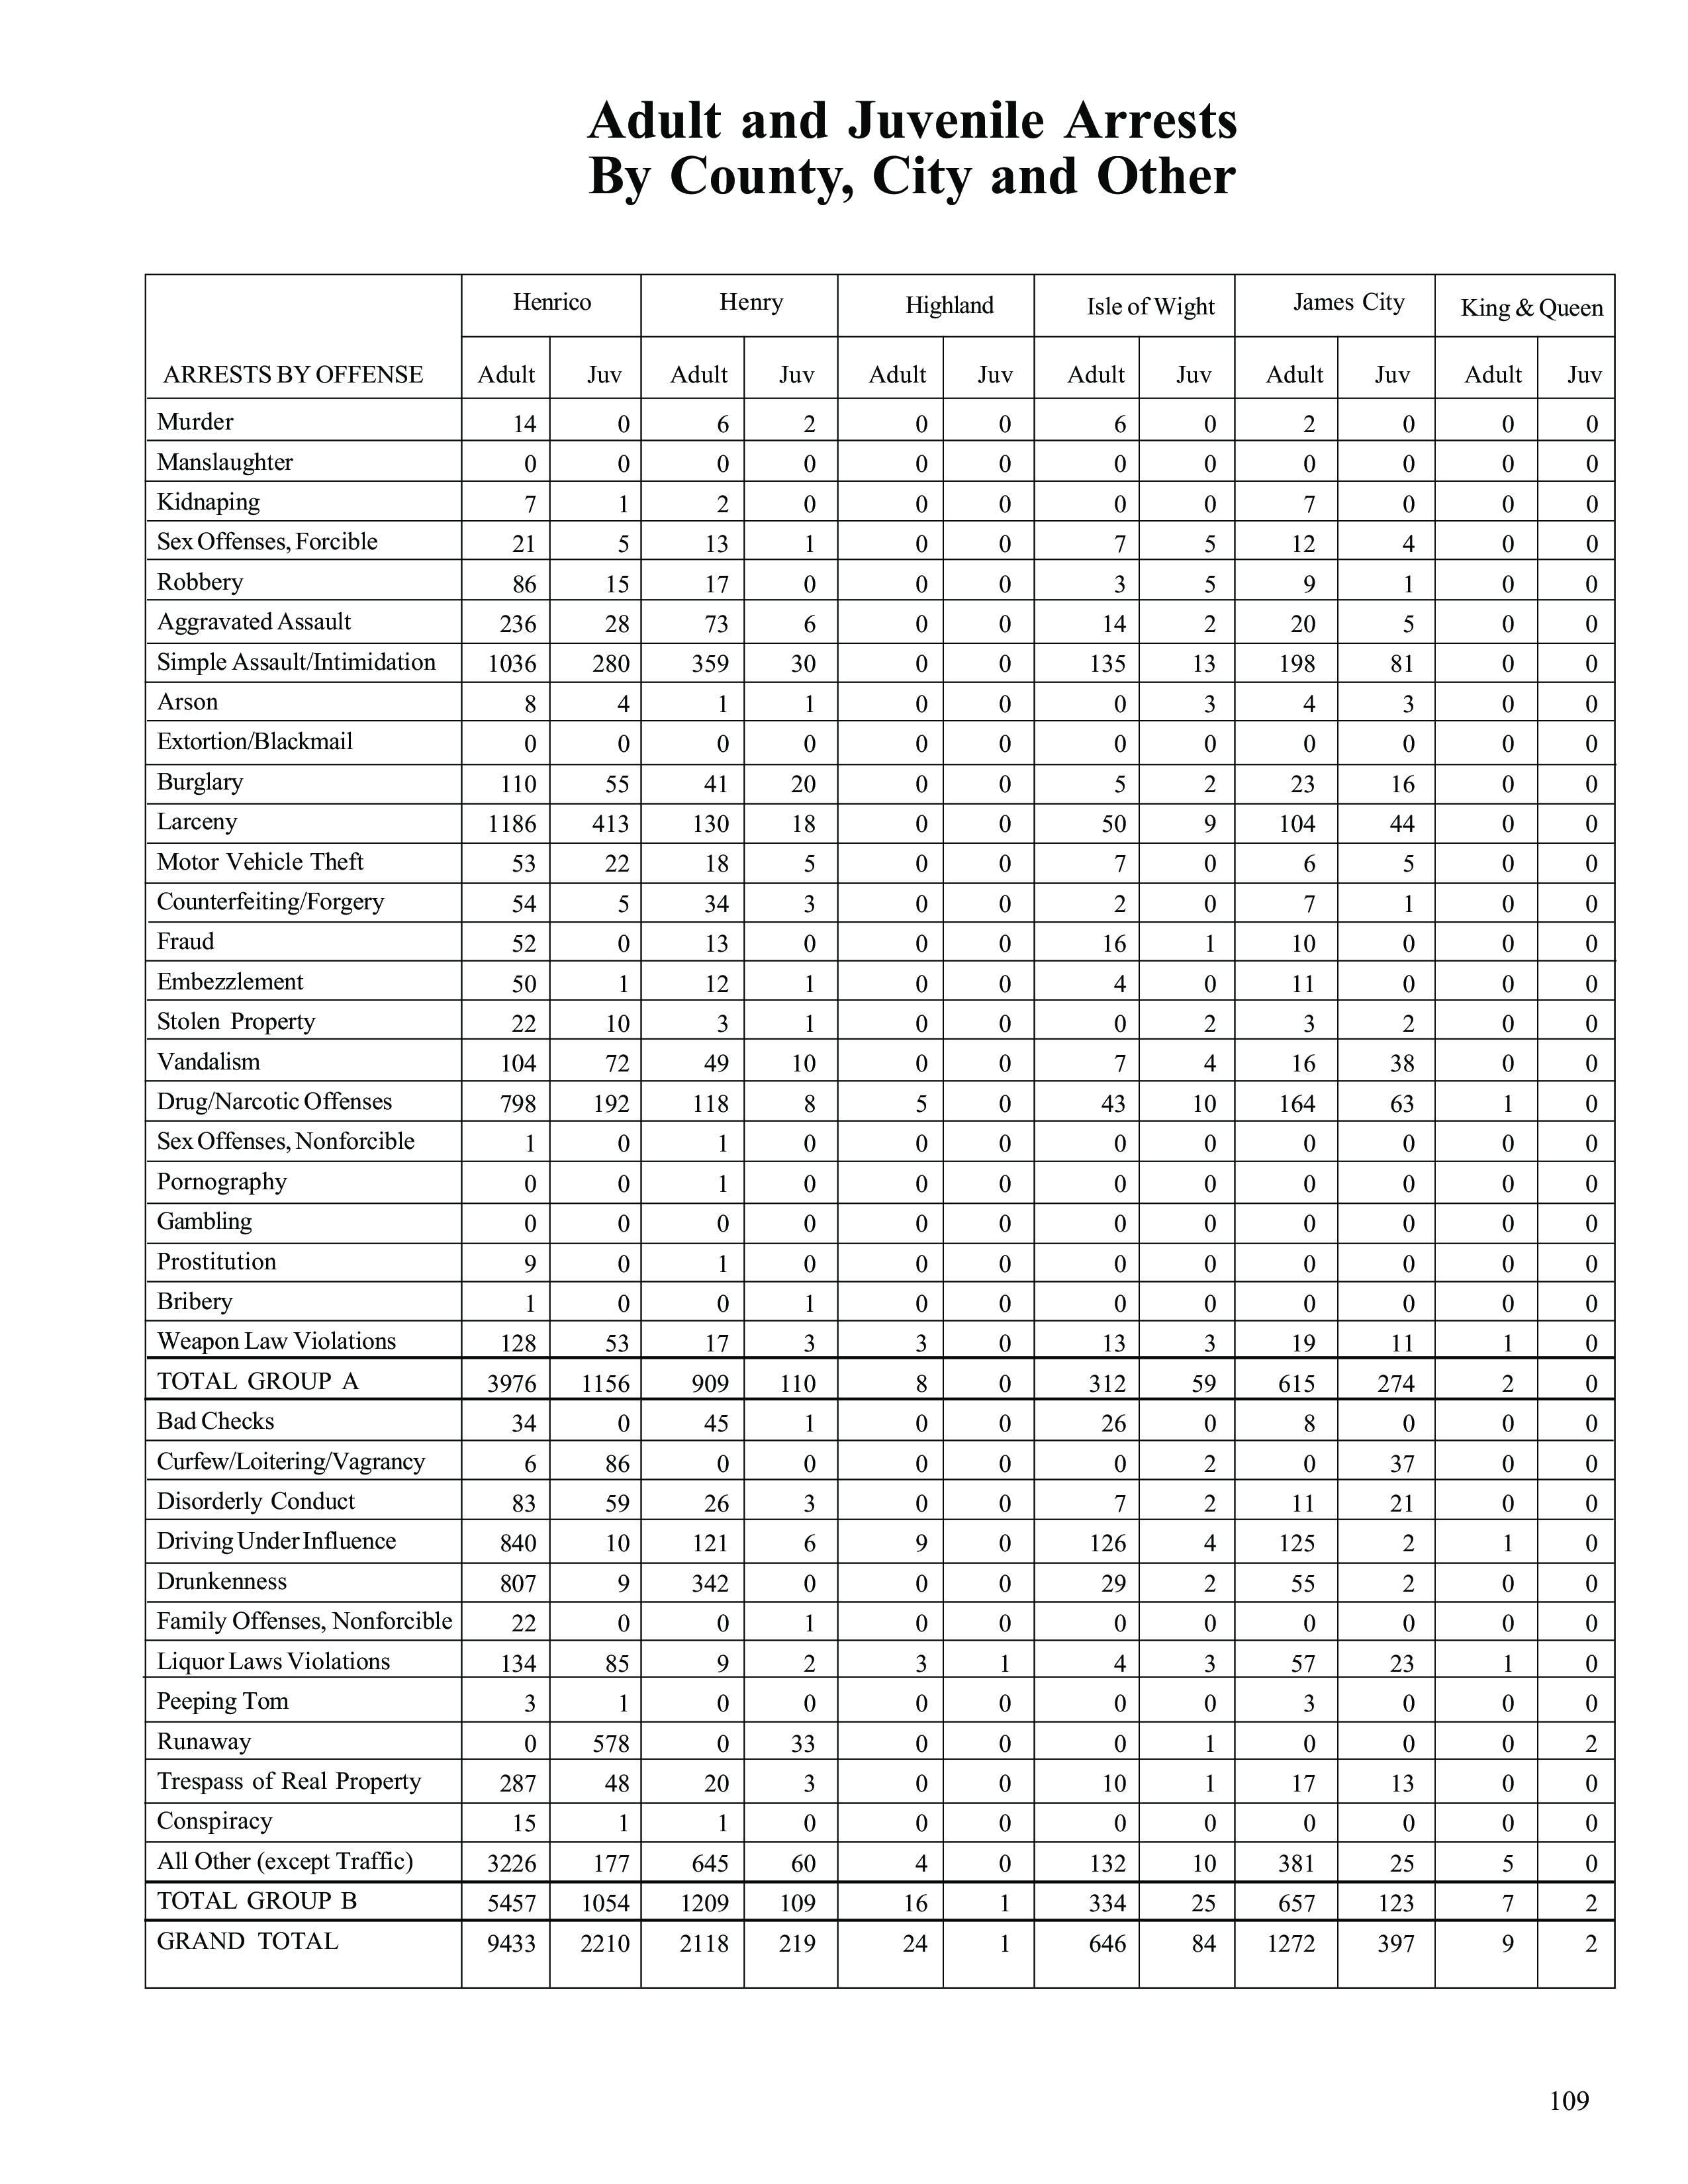 Adult and Juvenile Arrests
By County, City and Other
Henrico Henry Highland Isle of Wight James City King & Queen
ARRESTS BY OFFENSE Adult Juv Adult Juv Adult Juv Adult Juv Adult Juv Adult Juv
Murder 14 0 6 2 0 0 6 0 2 0 0 0
Manslaughter 0 0 0 0 0 0 0 0 0 0 0 0
Kidnaping 7 1 2 0 0 0 0 0 7 0 0 0
Sex Offenses, Forcible 21 5 13 1 0 0 7 5 12 4 0 0
Robbery 86 15 17 0 0 0 3 5 9 1 0 0
Aggravated Assault 236 28 73 6 0 0 14 2 20 5 0 0
Simple Assault/Intimidation 1036 280 359 30 0 0 135 13 198 81 0 0
Arson 8 4 1 1 0 0 0 3 4 3 0 0
Extortion/Blackmail 0 0 0 0 0 0 0 0 0 0 0 0
Burglary 110 55 41 20 0 0 5 2 23 16 0 0
Larceny 1186 413 130 18 0 0 50 9 104 44 0 0
Motor Vehicle Theft 53 22 18 5 0 0 7 0 6 5 0 0
Counterfeiting/Forgery 54 5 34 3 0 0 2 0 7 1 0 0
Fraud 52 0 13 0 0 0 16 1 10 0 0 0
Embezzlement 50 1 12 1 0 0 4 0 11 0 0 0
Stolen Property 22 10 3 1 0 0 0 2 3 2 0 0
Vandalism 104 72 49 10 0 0 7 4 16 38 0 0
Drug/Narcotic Offenses 798 192 118 8 5 0 43 10 164 63 1 0
Sex Offenses, Nonforcible 1 0 1 0 0 0 0 0 0 0 0 0
Pornography 0 0 1 0 0 0 0 0 0 0 0 0
Gambling 0 0 0 0 0 0 0 0 0 0 0 0
Prostitution 9 0 1 0 0 0 0 0 0 0 0 0
Bribery 1 0 0 1 0 0 0 0 0 0 0 0
Weapon Law Violations 128 53 17 3 3 0 13 3 19 11 1 0
TOTAL GROUP A 3976 1156 909 110 8 0 312 59 615 274 2 0
Bad Checks 34 0 45 1 0 0 26 0 8 0 0 0
Curfew/Loitering/Vagrancy 6 86 0 0 0 0 0 2 0 37 0 0
Disorderly Conduct 83 59 26 3 0 0 7 2 11 21 0 0
Driving Under Influence 840 10 121 6 9 0 126 4 125 2 1 0
Drunkenness 807 9 342 0 0 0 29 2 55 2 0 0
Family Offenses, Nonforcible 22 0 0 1 0 0 0 0 0 0 0 0
Liquor Laws Violations 134 85 9 2 3 1 4 3 57 23 1 0
Peeping Tom 3 1 0 0 0 0 0 0 3 0 0 0
Runaway 0 578 0 33 0 0 0 1 0 0 0 2
Trespass of Real Property 287 48 20 3 0 0 10 1 17 13 0 0
Conspiracy 15 1 1 0 0 0 0 0 0 0 0 0
All Other (except Traffic) 3226 177 645 60 4 0 132 10 381 25 5 0
TOTAL GROUP B 5457 1054 1209 109 16 1 334 25 657 123 7 2
GRAND TOTAL 9433 2210 2118 219 24 1 646 84 1272 397 9 2
109